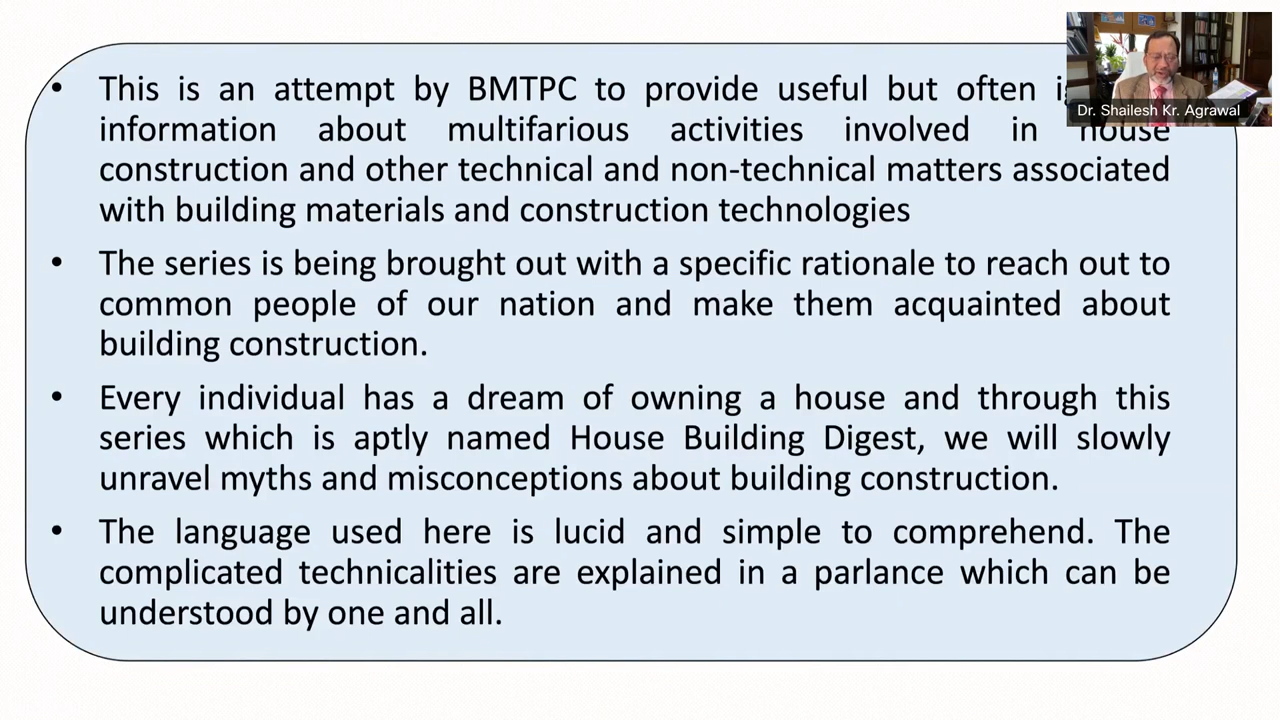 • This is an attempt by BMTPC to provide useful but often
information about multifarious activities involved in house
construction and other technical and non-technical matters associated
with building materials and construction technologies
• The series is being brought out with a specific rationale to reach out to
common people of our nation and make them acquainted about
building construction.
• Every individual has a dream of owning a house and through this
series which is aptly named House Building Digest, we will slowly
unravel myths and misconceptions about building construction.
• The language used here is lucid and simple to comprehend. The
complicated technicalities are explained in a parlance which can be
understood by one and all.
Dr. Shailesh Kr. Agrawal